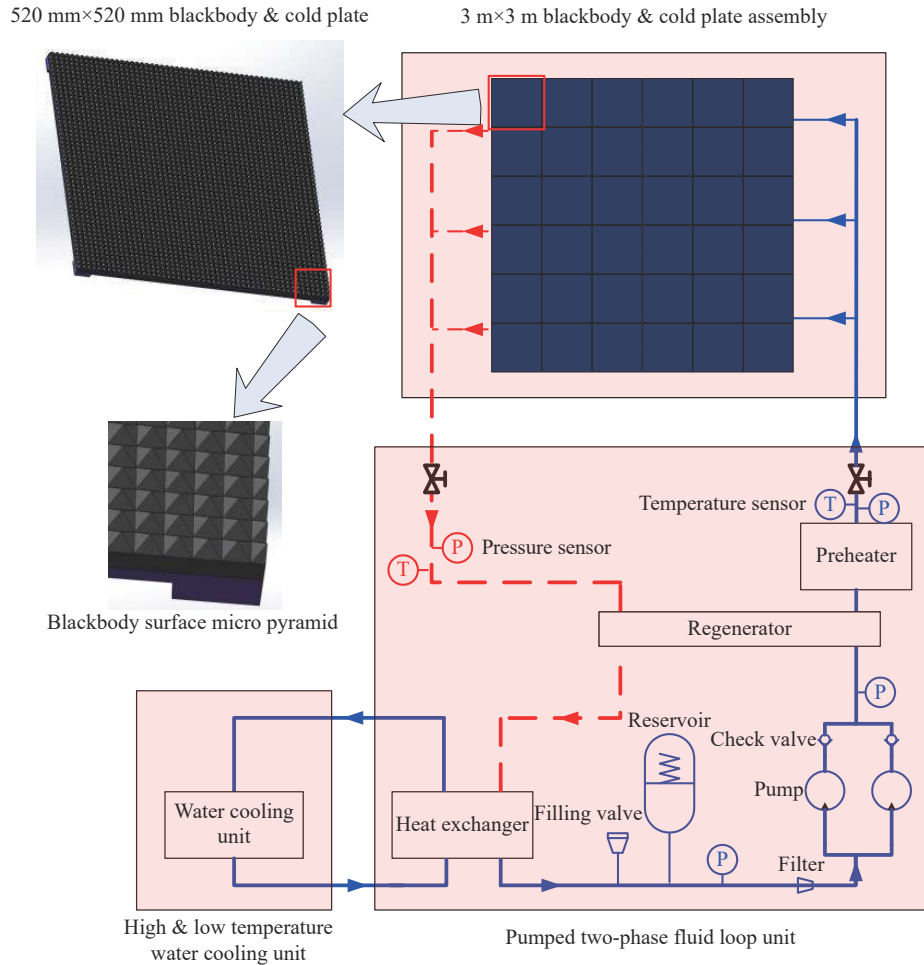 520 mm×520 mm blackbody & cold plate
3 m×3 m blackbody & cold plate assembly
Temperature sensor
T
P
P
Pressure sensor
T
Preheater
Blackbody surface micro pyramid
Regenerator
P
Reservoir
Check valve
Pump
Water cooling
unit
Heat exchanger
Filling valve
P
Filter
High & low temperature
water cooling unit
Pumped two-phase fluid loop unit